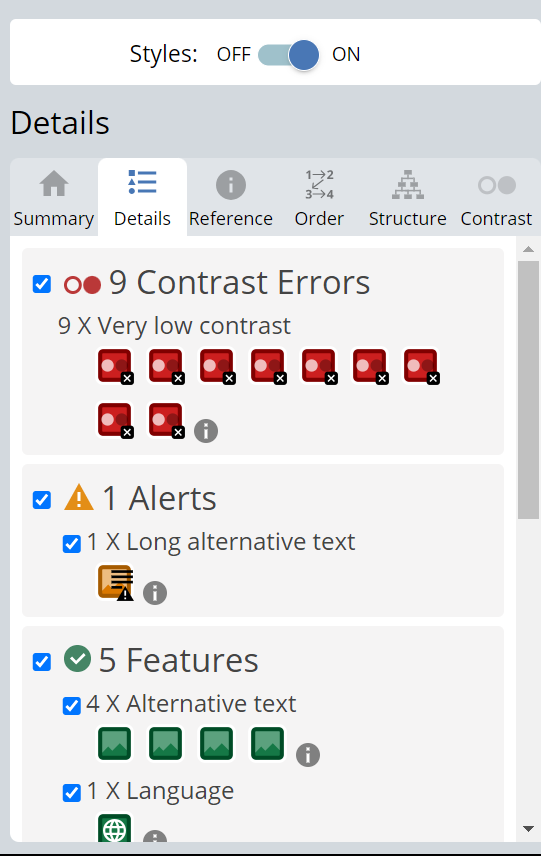 Styles: OFF ON
Details
Summary Details Reference Order Structure Contrast
9 Contrast Errors
9 X Very low contrast
1 Alerts
1 X Long alternative text
5 Features
4 X Alternative text
1 X Language